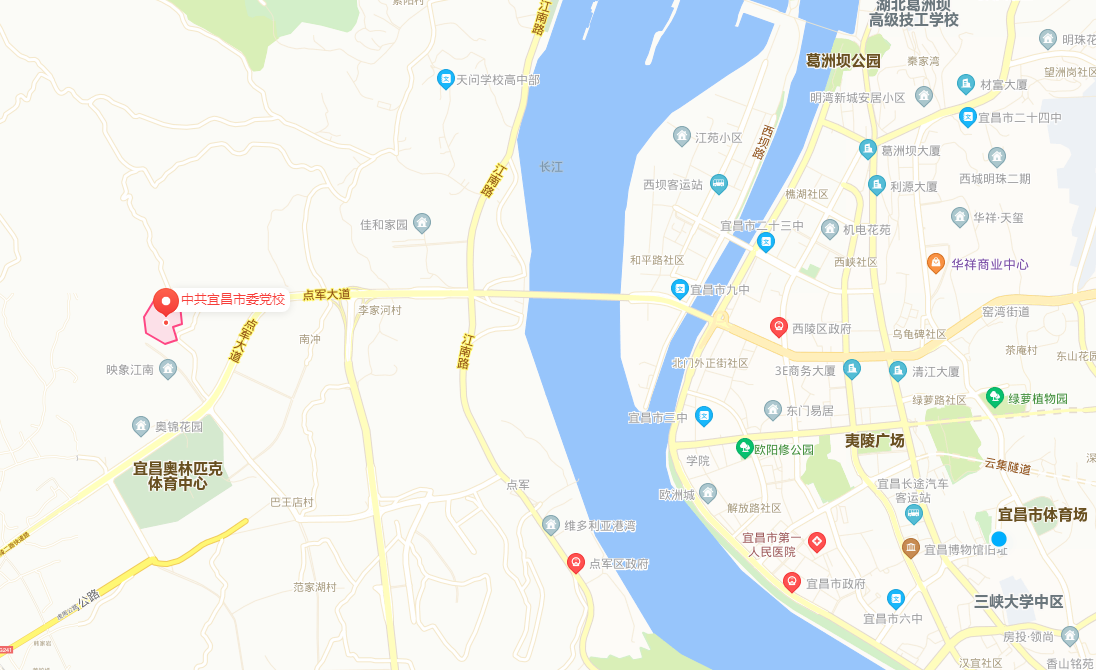 索阳村
江南路
湖北葛洲坝
高级技工学校
明珠花
秦家湾
葛洲坝公园
望洲岗社区
天问学校高中部
材富大厦
明湾新城安居小区
宜昌市二十四中
江苑小区
西坝路
葛洲坝大厦
长江
西城明珠二期
江南路
西坝客运站
利源大厦
樵湖社区
佳和家园
宜昌市二十三中
机电花苑
华祥·天玺
和平路社区
西峡社区
华祥商业中心
宜昌市九中
点军大道
中共宜昌市委党校
李家河村
窑湾街道
点军大道
南冲
西陵区政府
乌龟碑社区
江南路
茶庵村
东山花
北门外正街社区
映象江南
3E商务大厦
清江大厦
绿萝路社区
绿萝植物园
宜昌市三中
东门易居
奥锦花园
夷陵广场
欧阳修公园
学院
深
宜昌奥林匹克
体育中心
云集隧道
点军
宜昌长途汽车
客运站
欧洲城
巴王店村
解放路社区
宜昌市体育场
维多利亚港湾
宜昌市第一
人民医院
宜昌博物馆旧址
点军区政府
范家湖村
宜昌市政府
宜昌市六中
三峡大学中区
公路
房投·领尚
G241
汉宜社区
香山铭苑